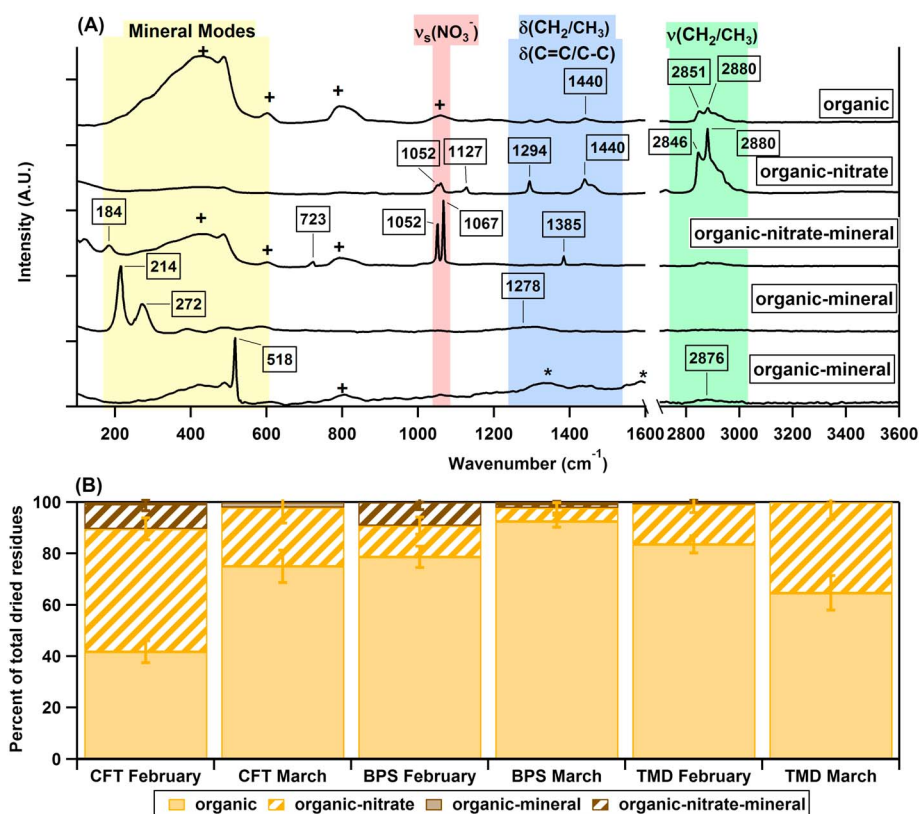 (A)
Mineral Modes
νs(NO3-)
δ(CH2/CH3)
δ(C=C/C-C)
ν(CH2/CH3)
+
+
+
+
1440
2851
2880
organic
1052
1127
1294
1440
2846
2880
organic-nitrate
184
+
+
723
+
1052
1067
1385
organic-nitrate-mineral
214
272
1278
organic-mineral
518
+
*
*
2876
organic-mineral
Intensity (A.U.)
200
400
600
800
1000
1200
1400
1600
2800
3000
3200
3400
3600
Wavenumber (cm-1)
(B)
Percent of total dried residues
100
80
60
40
20
0
CFT February
CFT March
BPS February
BPS March
TMD February
TMD March
organic
organic-nitrate
organic-mineral
organic-nitrate-mineral